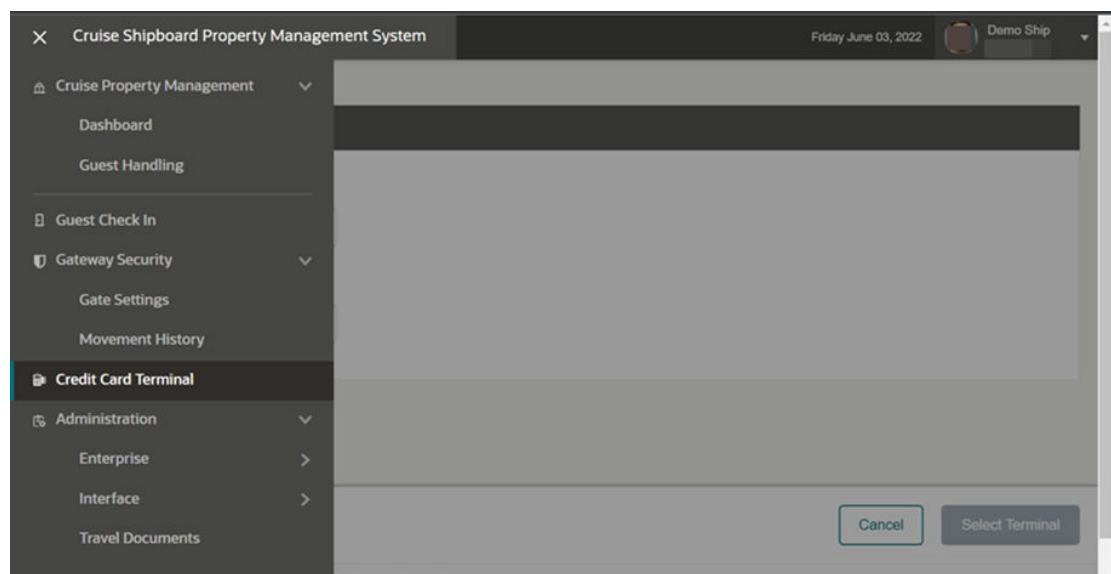 Cruise Shipboard Property Management System
Friday June 03, 2022
Demo Ship
Cruise Property Management
Dashboard
Guest Handling
Guest Check In
Gateway Security
Gate Settings
Movement History
Credit Card Terminal
Administration
Enterprise
Interface
Travel Documents
Cancel
Select Terminal